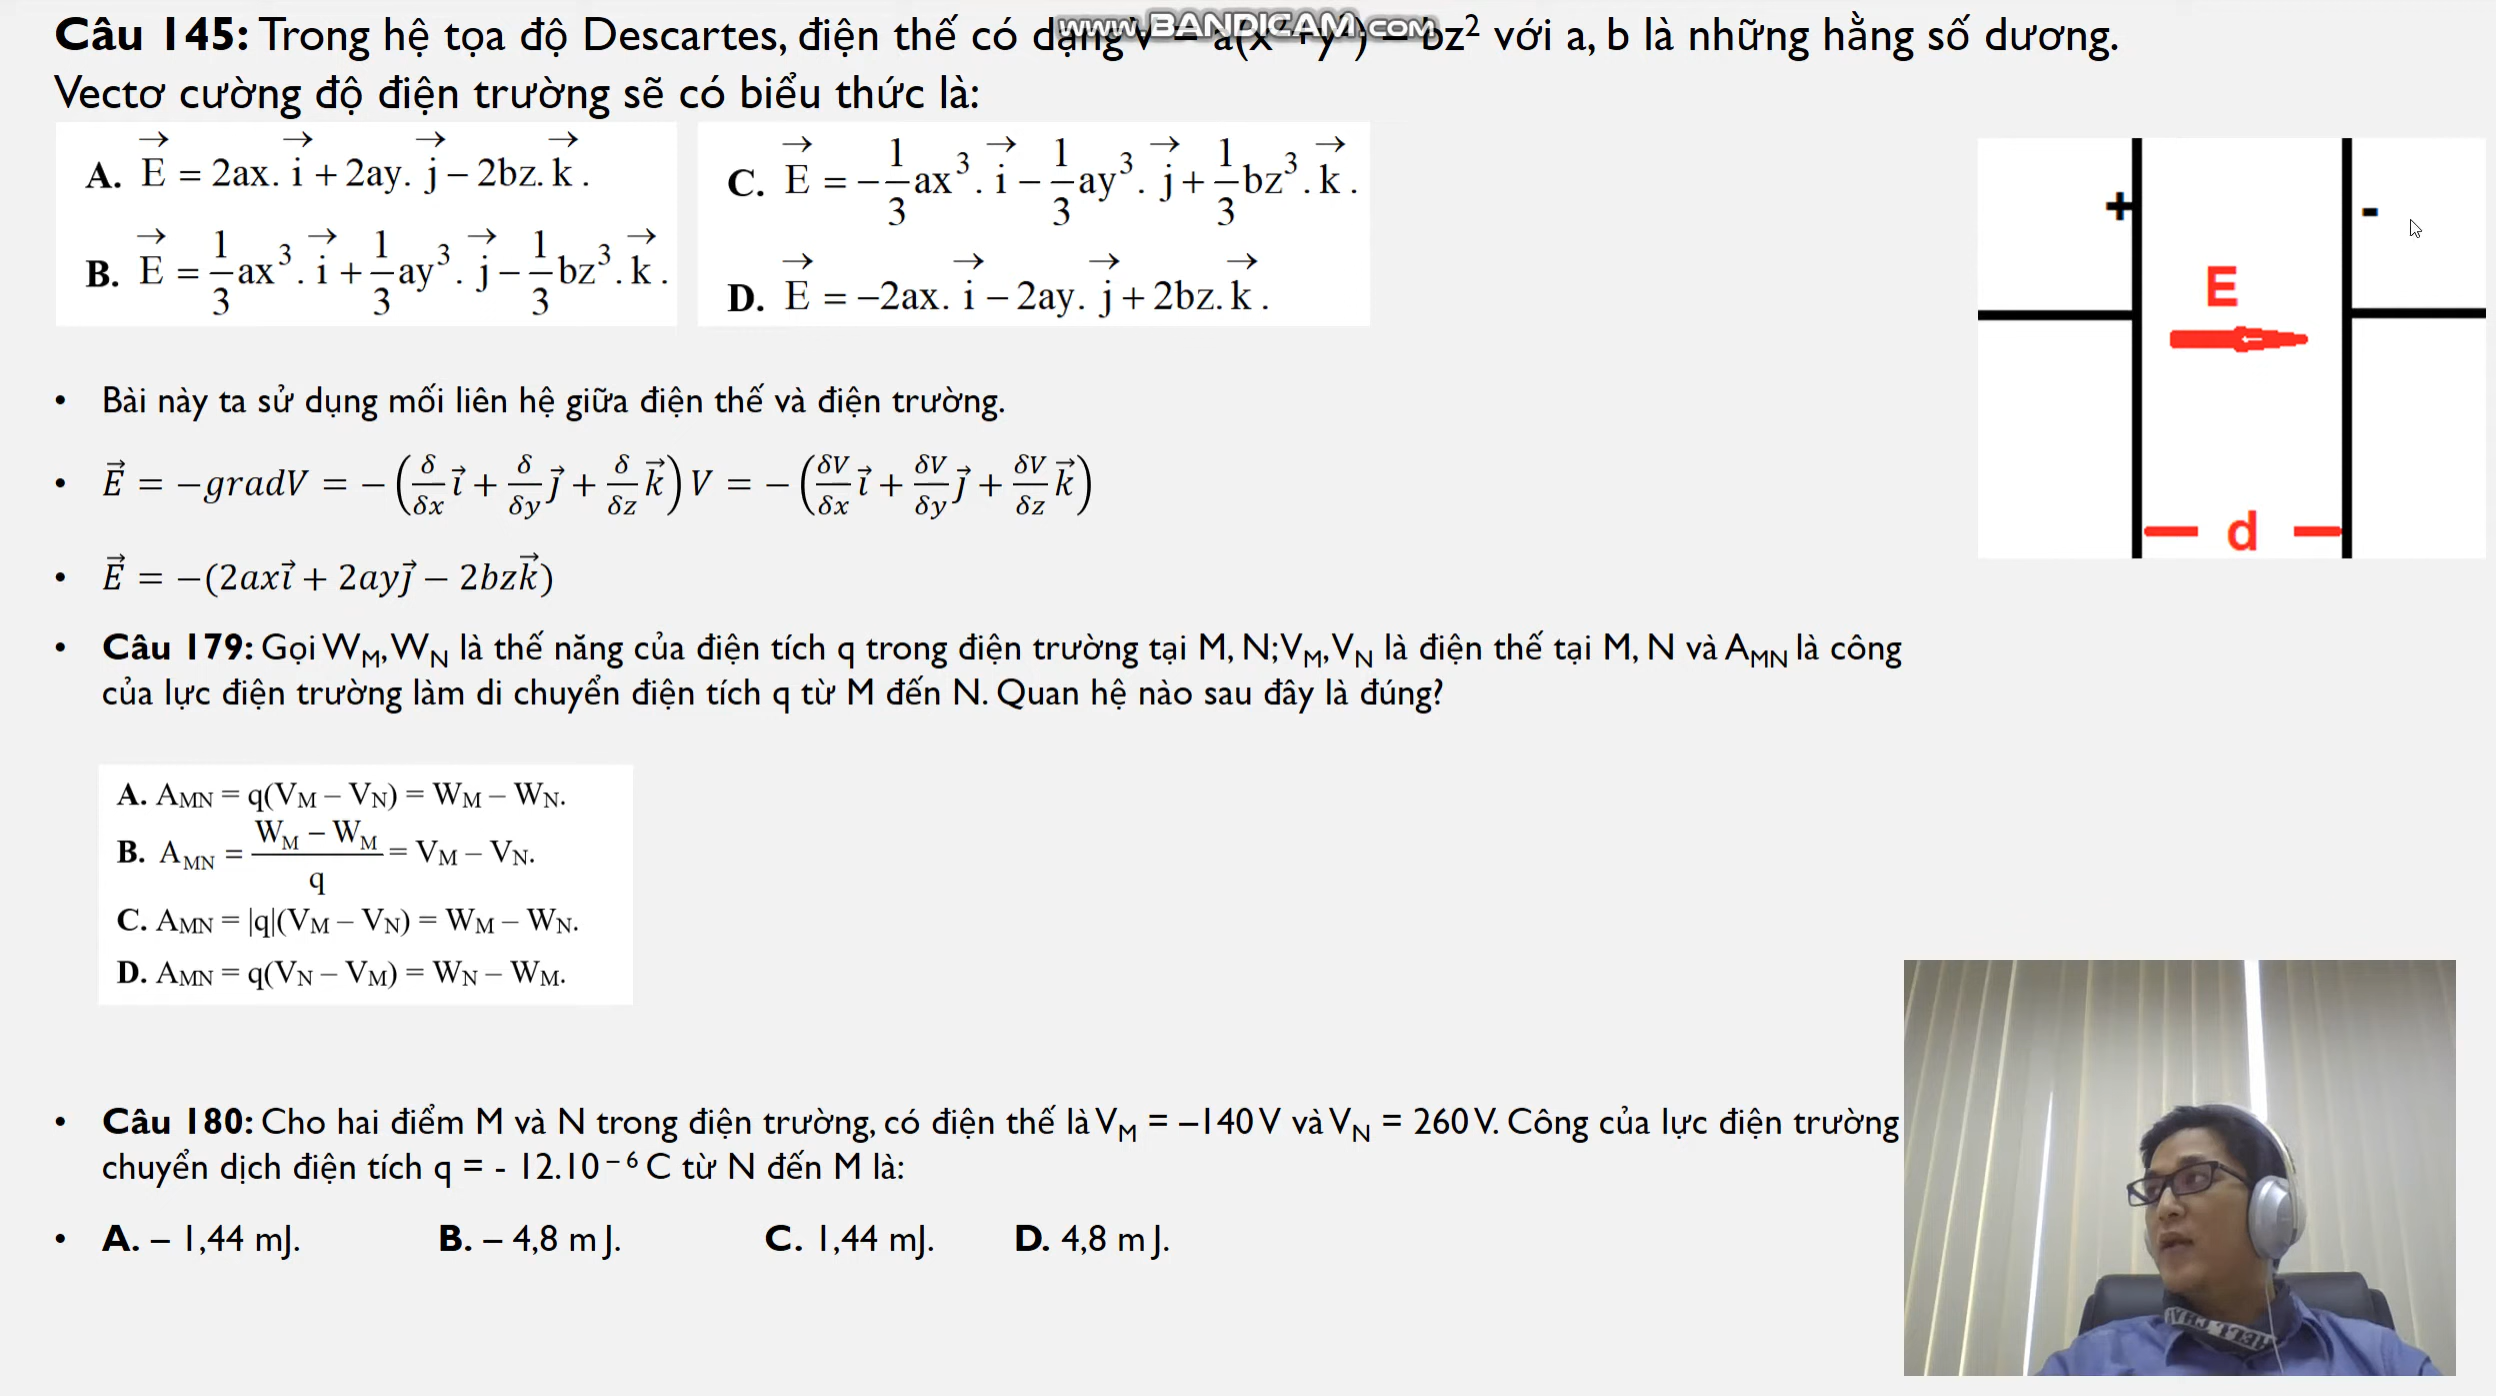 Câu 145: Trong hệ tọa độ Descartes, điện thế có dạng V = a(x² + y²) – bz² với a, b là những hằng số dương.
www.BANDICAM.com
Vectơ cường độ điện trường sẽ có biểu thức là:
A. E⃗ = 2ax. i⃗ + 2ay. j⃗ – 2bz. k⃗ .
B. E⃗ = 1/3 ax³. i⃗ + 1/3 ay³. j⃗ – 1/3 bz³. k⃗ .
C. E⃗ = – 1/3 ax³. i⃗ – 1/3 ay³. j⃗ + 1/3 bz³. k⃗ .
D. E⃗ = –2ax. i⃗ – 2ay. j⃗ + 2bz. k⃗ .
+ -
E
d
• Bài này ta sử dụng mối liên hệ giữa điện thế và điện trường.
• E⃗ = −gradV = −(δ/δx i⃗ + δ/δy j⃗ + δ/δz k⃗) V = −(δV/δx i⃗ + δV/δy j⃗ + δV/δz k⃗)
• E⃗ = −(2axi⃗ + 2ayj⃗ − 2bzk⃗)
• Câu 179: Gọi W_M, W_N là thế năng của điện tích q trong điện trường tại M, N; V_M, V_N là điện thế tại M, N và A_MN là công
của lực điện trường làm di chuyển điện tích q từ M đến N. Quan hệ nào sau đây là đúng?
A. A_MN = q(V_M – V_N) = W_M – W_N.
B. A_MN = (W_M – W_M)/q = V_M – V_N.
C. A_MN = |q|(V_M – V_N) = W_M – W_N.
D. A_MN = q(V_N – V_M) = W_N – W_M.
• Câu 180: Cho hai điểm M và N trong điện trường, có điện thế là V_M = –140 V và V_N = 260 V. Công của lực điện trường
chuyển dịch điện tích q = - 12.10⁻⁶ C từ N đến M là:
• A. – 1,44 mJ. B. – 4,8 m J. C. 1,44 mJ. D. 4,8 m J.